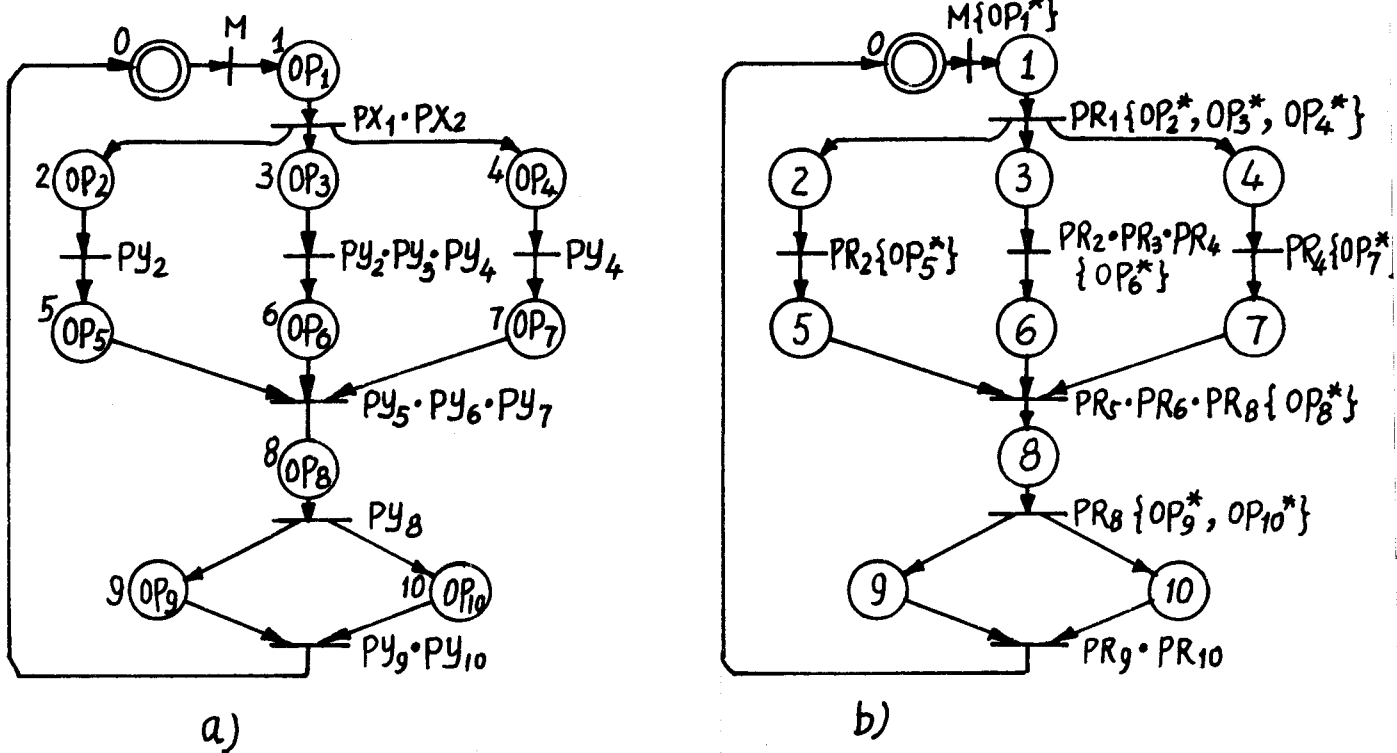 0
M
1
OP₁
PX₁·PX₂
2
OP₂
3
OP₃
4
OP₄
PY₂
PY₂·PY₃·PY₄
PY₄
5
OP₅
6
OP₆
7
OP₇
PY₅·PY₆·PY₇
8
OP₈
PY₈
9
OP₉
10
OP₁₀
PY₉·PY₁₀
a)
0
M{OP₁*}
1
PR₁{OP₂*, OP₃*, OP₄*}
2
3
4
PR₂{OP₅*}
PR₂·PR₃·PR₄
{OP₆*}
PR₄{OP₇*}
5
6
7
PR₅·PR₆·PR₈{OP₈*}
8
PR₈{OP₉*, OP₁₀*}
9
10
PR₉·PR₁₀
b)